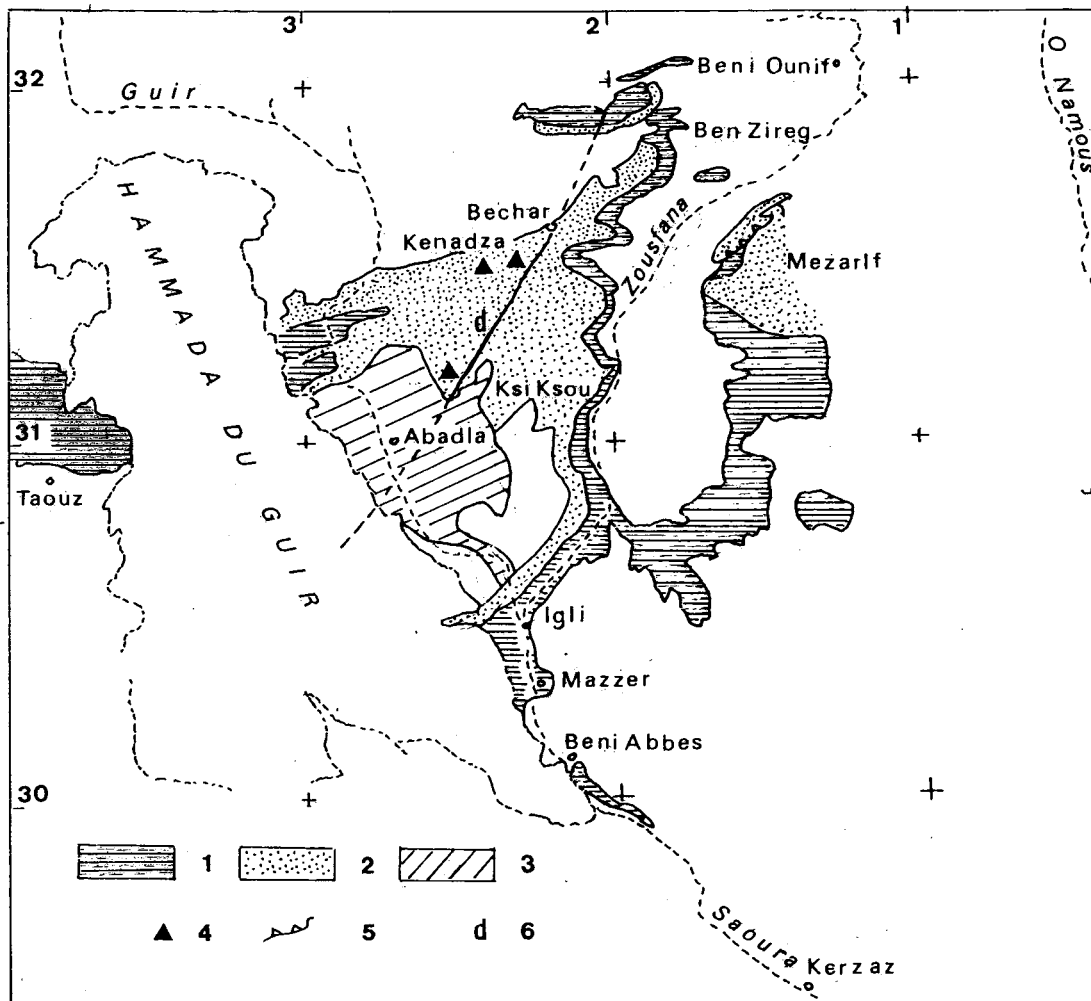 3 2 1
32
Guir
Beni Ounif
O Namous
Ben Zireg
HAMMADA DU GUIR
Bechar
Zousfana
Kenadza
Mezarif
d
Ksi Ksou
31
Abadla
Taouz
Igli
Mazzer
Beni Abbes
30
1 2 3
4 5 d 6
Saoura
Kerzaz